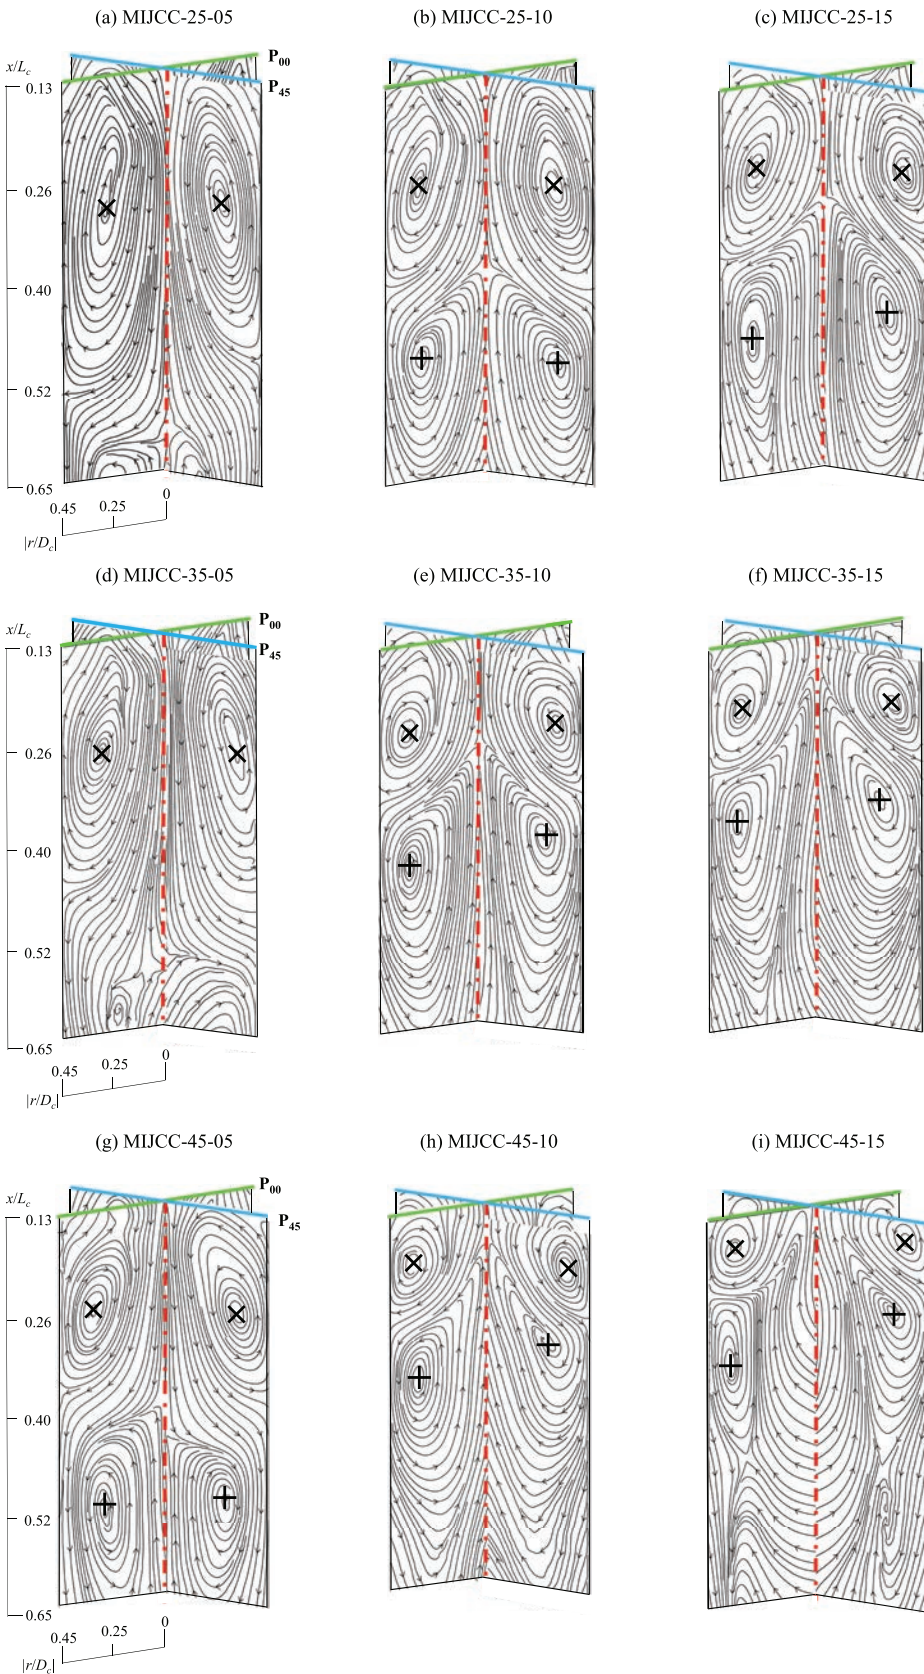 (a) MIJCC-25-05 (b) MIJCC-25-10 (c) MIJCC-25-15
P00
x/Lc
P45
0.13
0.26
0.40
0.52
0.65
0
0.25
0.45
|r/Dc|
(d) MIJCC-35-05 (e) MIJCC-35-10 (f) MIJCC-35-15
P00
x/Lc
P45
0.13
0.26
0.40
0.52
0.65
0
0.25
0.45
|r/Dc|
(g) MIJCC-45-05 (h) MIJCC-45-10 (i) MIJCC-45-15
P00
x/Lc
P45
0.13
0.26
0.40
0.52
0.65
0
0.25
0.45
|r/Dc|